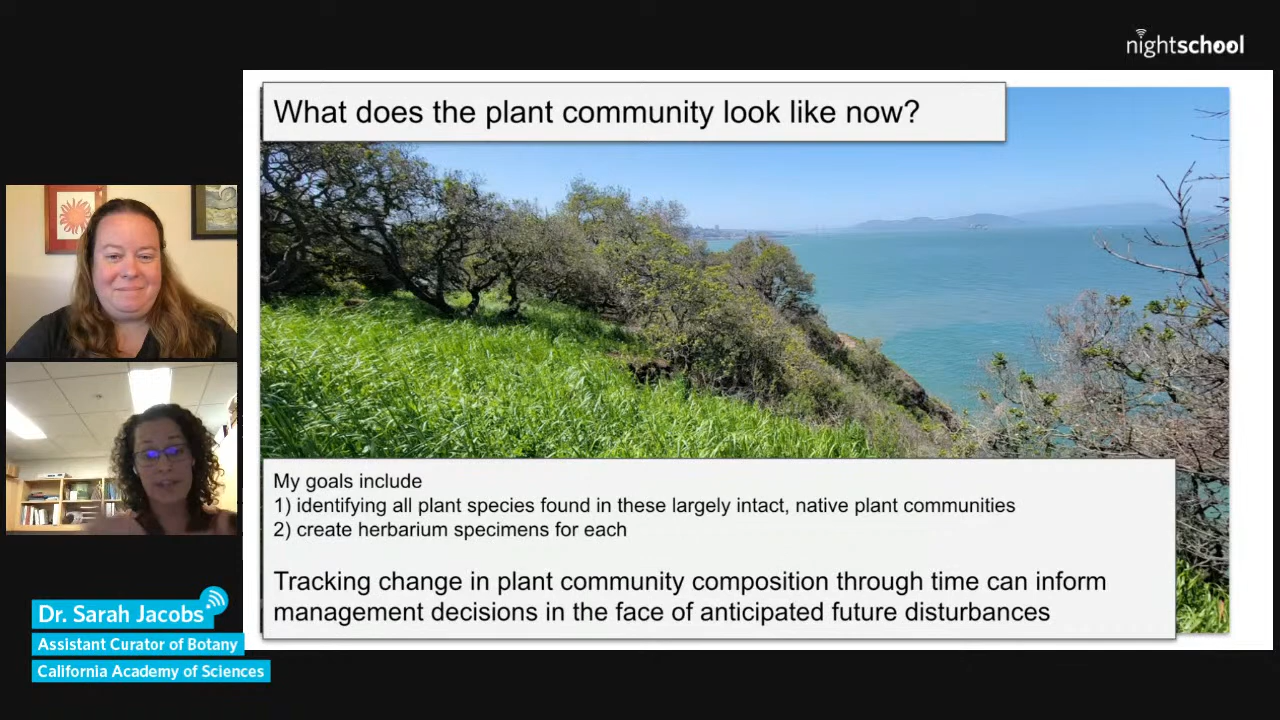 nightschool
What does the plant community look like now?
My goals include
1) identifying all plant species found in these largely intact, native plant communities
2) create herbarium specimens for each
Tracking change in plant community composition through time can inform
management decisions in the face of anticipated future disturbances
Dr. Sarah Jacobs
Assistant Curator of Botany
California Academy of Sciences